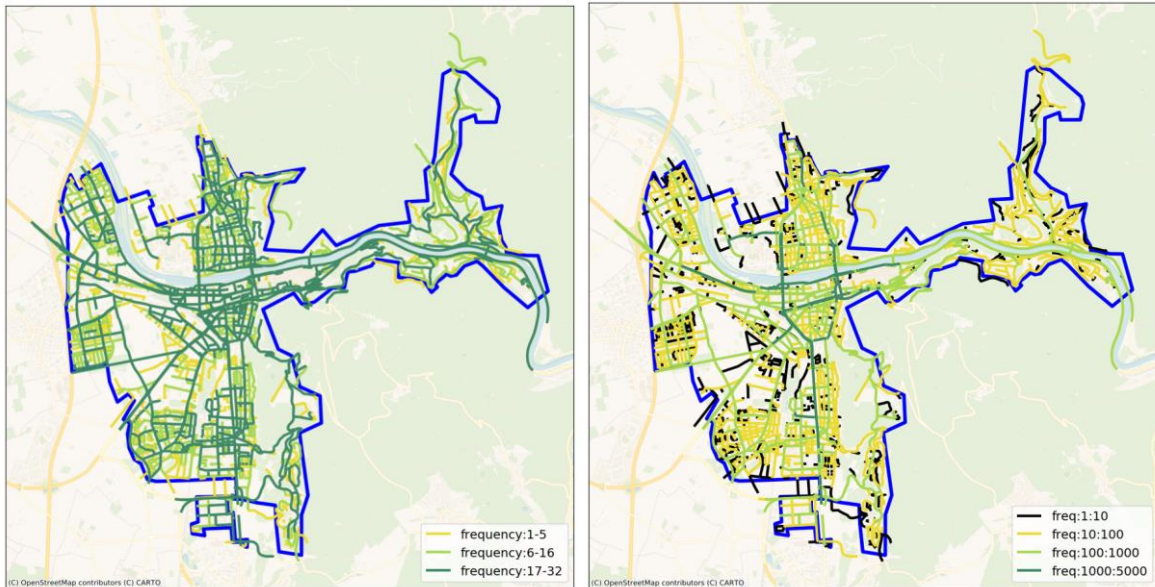 frequency:1-5
frequency:6-16
frequency:17-32
(C) OpenStreetMap contributors (C) CARTO
freq:1:10
freq:10:100
freq:100:1000
freq:1000:5000
(C) OpenStreetMap contributors (C) CARTO